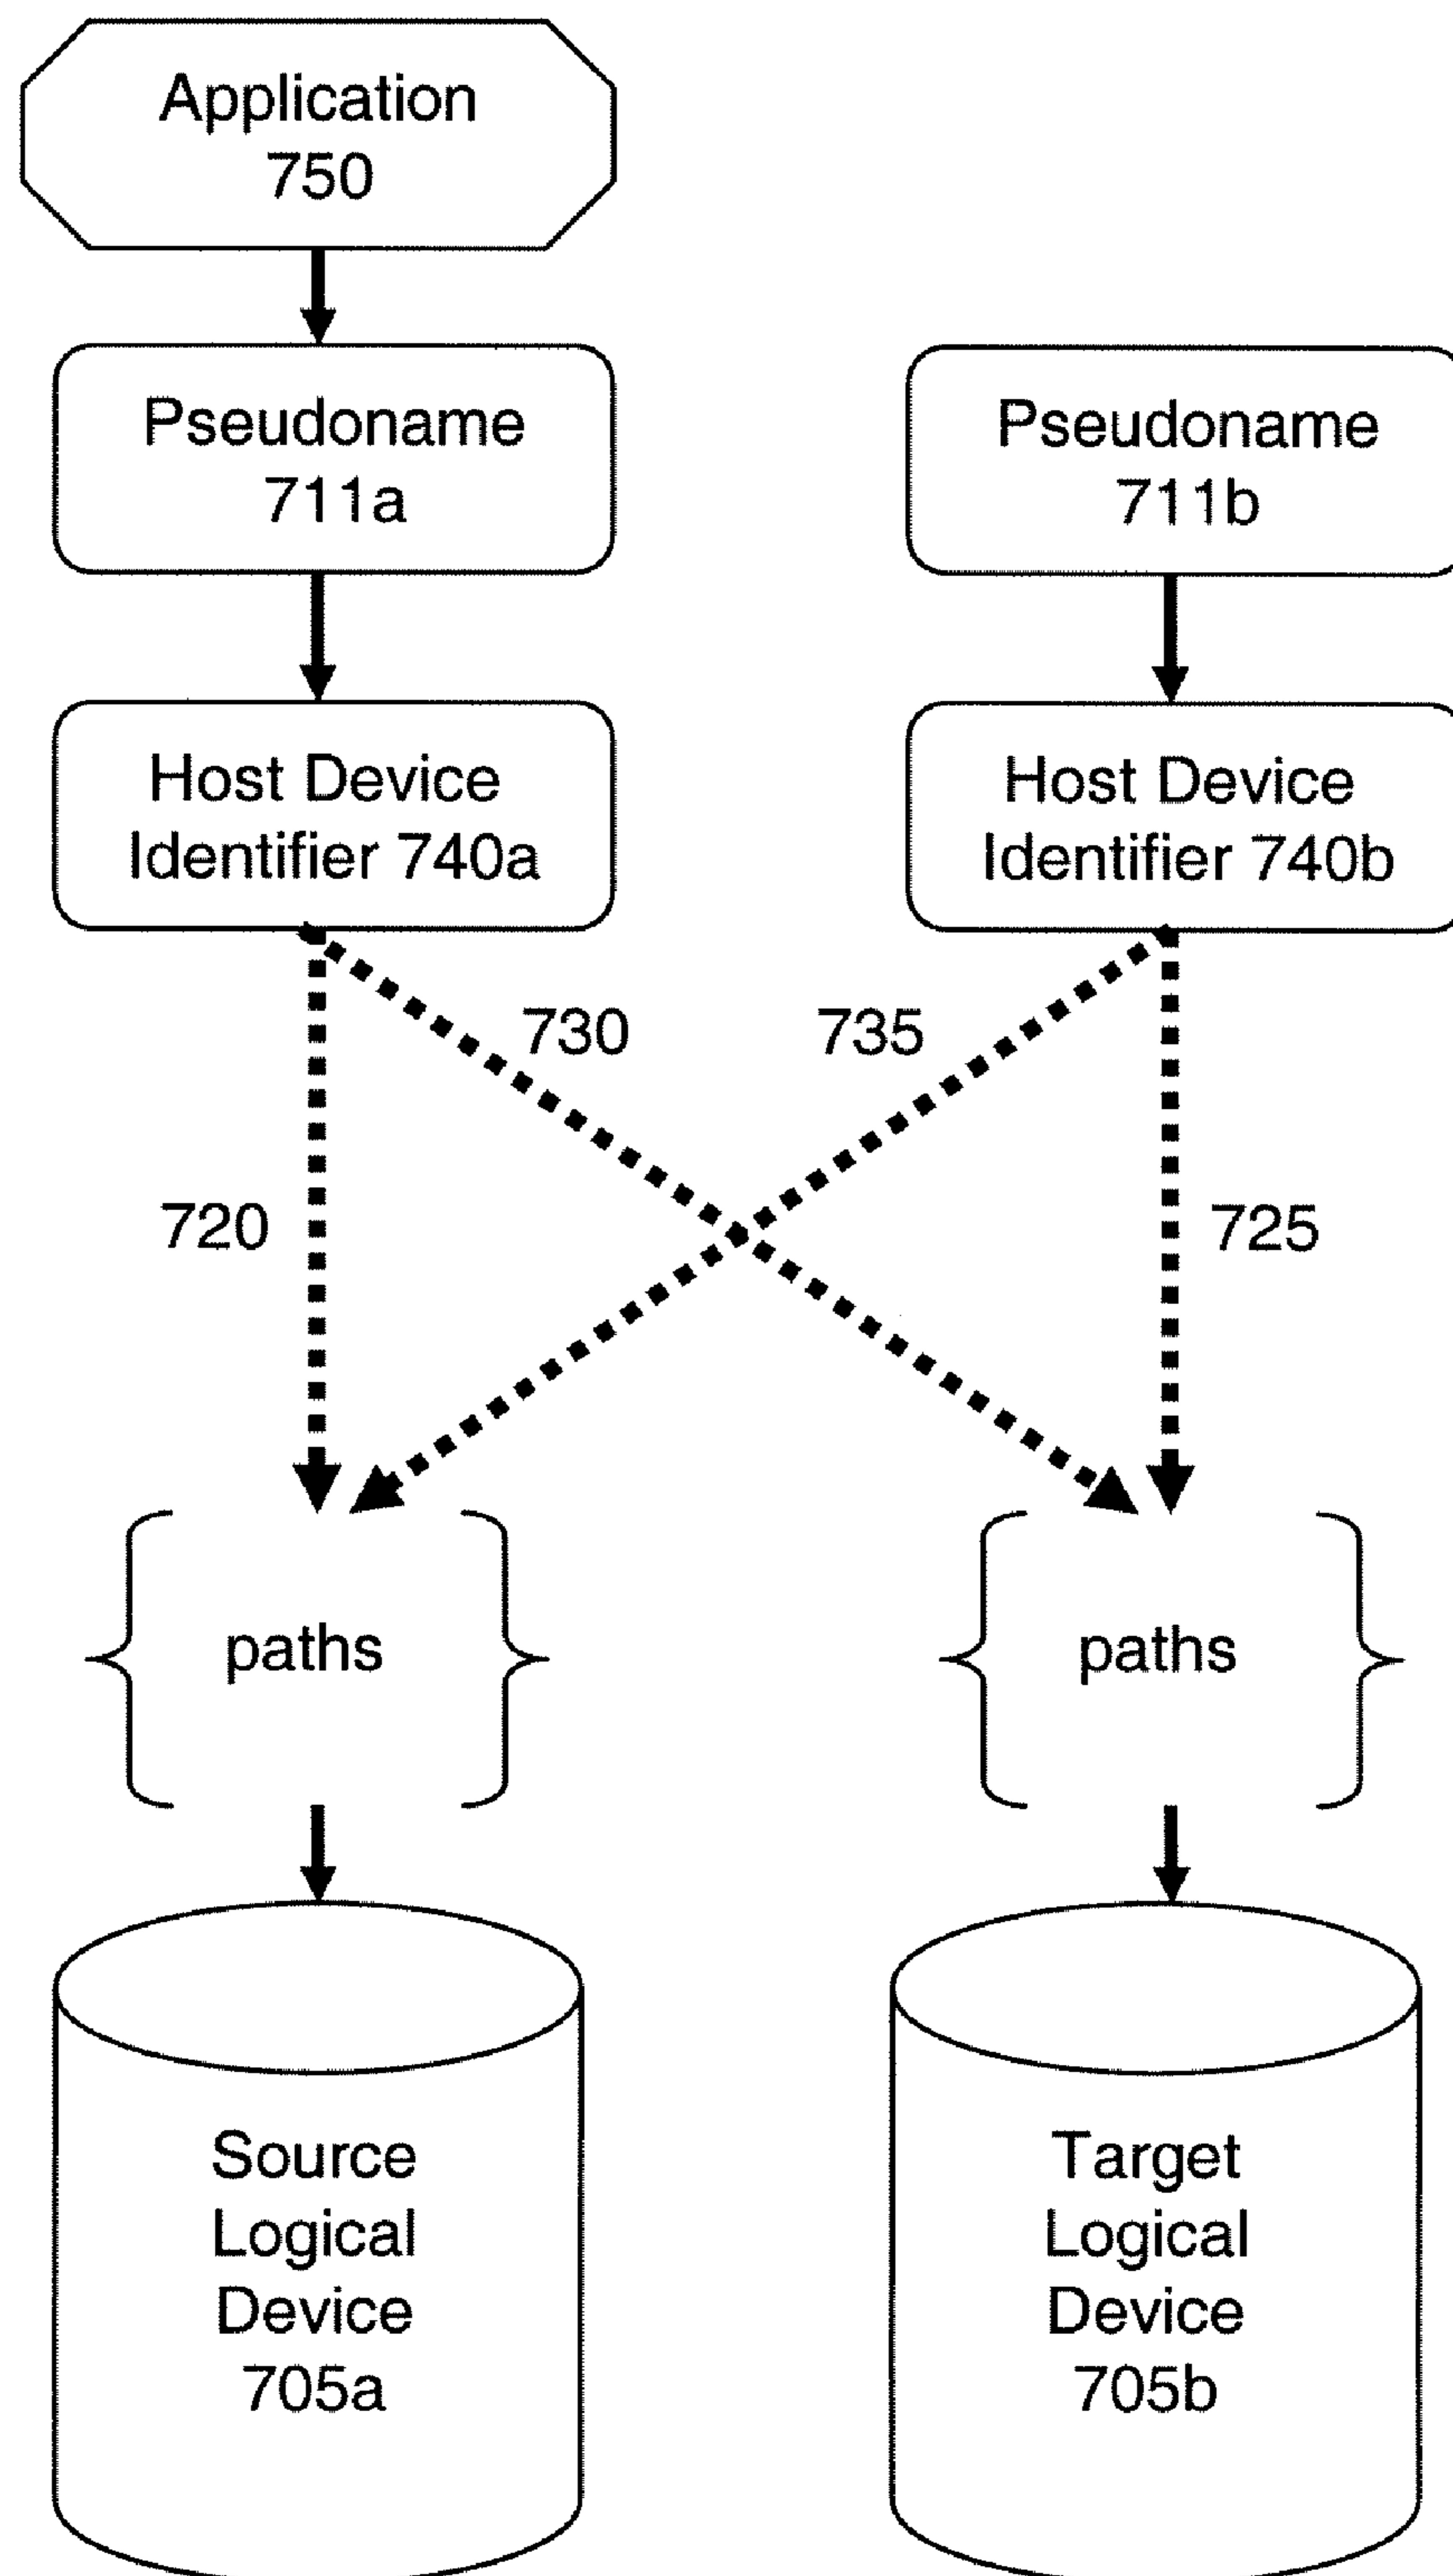 Application
750
Pseudoname
711a
Pseudoname
711b
Host Device
Identifier 740a
Host Device
Identifier 740b
730
735
720
725
paths
paths
Source
Logical
Device
705a
Target
Logical
Device
705b